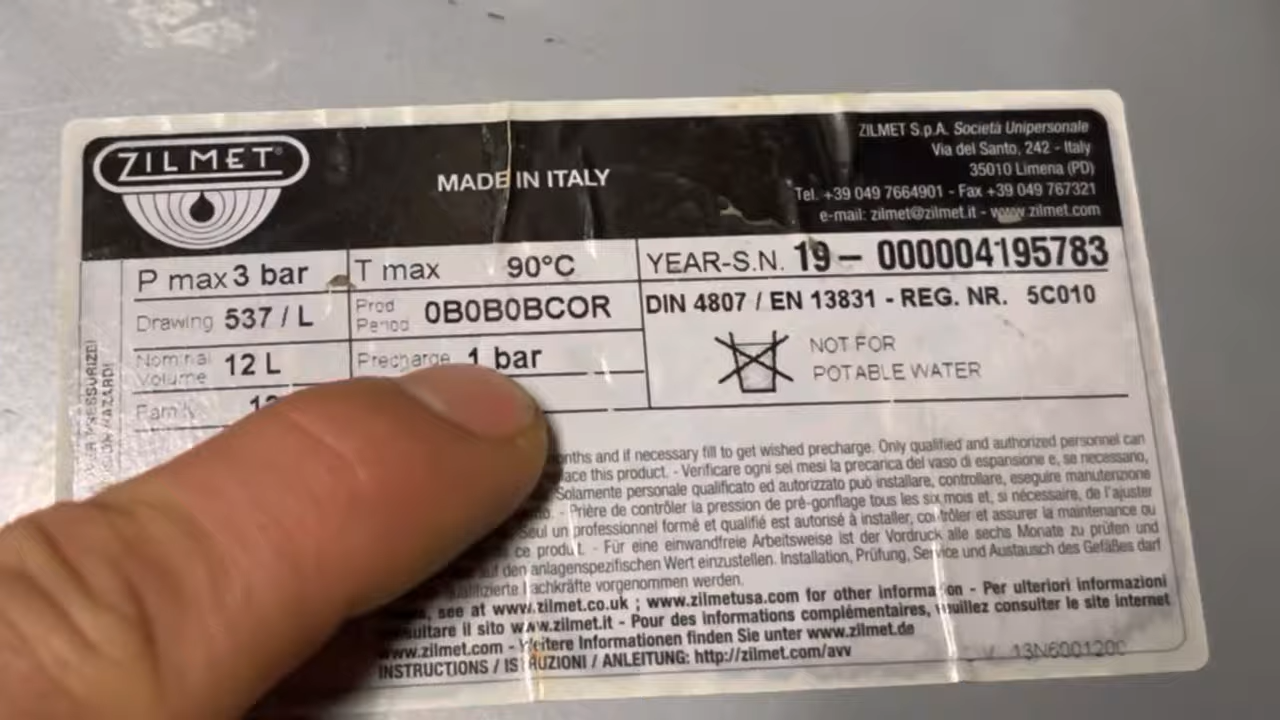 ZILMET®
MADE IN ITALY
ZILMET S.p.A. Società Unipersonale
Via del Santo, 242 - Italy
35010 Limena (PD)
Tel. +39 049 7664901 - Fax +39 049 767321
e-mail: zilmet@zilmet.it - www.zilmet.com
P max 3 bar
T max 90°C
YEAR-S.N. 19 - 000004195783
Drawing 537 / L
Prod Period 0B0B0BCOR
DIN 4807 / EN 13831 - REG. NR. 5C010
Nominal Volume 12 L
Precharge 1 bar
NOT FOR
POTABLE WATER
and if necessary fill to get wished precharge. Only qualified and authorized personnel can
this product. - Verificare ogni sei mesi la precarica del vaso di espansione e, se necessario,
Solamente personale qualificato ed autorizzato può installare, controllare, eseguire manutenzione
- Prière de contrôler la pression de pré-gonflage tous les six mois et, si nécessaire, de l'ajuster
Seul un professionnel formé et qualifié est autorisé à installer, contrôler et assurer la maintenance ou
ce produit. - Für eine einwandfreie Arbeitsweise ist der Vordruck alle sechs Monate zu prüfen und
auf den anlagenspezifischen Wert einzustellen. Installation, Prüfung, Service und Austausch des Gefäßes darf
Fachkräfte vorgenommen werden.
see at www.zilmet.co.uk ; www.zilmetusa.com for other information - Per ulteriori informazioni
il sito www.zilmet.it - Pour des informations complémentaires, veuillez consulter le site internet
www.zilmet.com - Weitere Informationen finden Sie unter www.zilmet.de
INSTRUCTIONS / ISTRUZIONI / ANLEITUNG: http://zilmet.com/avv
13N6001200